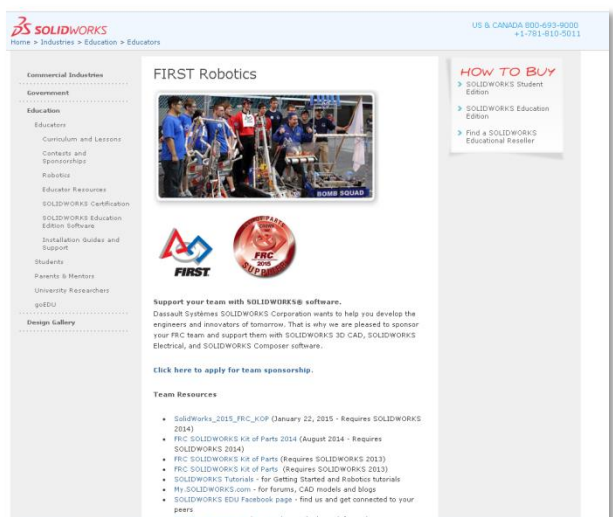 SOLIDWORKS
US & CANADA 800-693-9000
+1-781-810-5011
Home > Industries > Education > Educators
Commercial Industries
Government
Education
Educators
Curriculum and Lessons
Contests and
Sponsorships
Robotics
Educator Resources
SOLIDWORKS Certification
SOLIDWORKS Education
Edition Software
Installation Guides and
Support
Students
Parents & Mentors
University Researchers
goEDU
Design Gallery
FIRST Robotics
BOMB SQUAD
FIRST
FRC
2015
SUPPLIER
Support your team with SOLIDWORKS® software.
Dassault Systèmes SOLIDWORKS Corporation wants to help you develop the
engineers and innovators of tomorrow. That is why we are pleased to sponsor
your FRC team and support them with SOLIDWORKS 3D CAD, SOLIDWORKS
Electrical, and SOLIDWORKS Composer software.
Click here to apply for team sponsorship.
Team Resources
SolidWorks_2015_FRC_KOP (January 22, 2015 - Requires SOLIDWORKS
2014)
FRC SOLIDWORKS Kit of Parts 2014 (August 2014 - Requires
SOLIDWORKS 2014)
FRC SOLIDWORKS Kit of Parts (Requires SOLIDWORKS 2013)
FRC SOLIDWORKS Kit of Parts (Requires SOLIDWORKS 2013)
SOLIDWORKS Tutorials - for Getting Started and Robotics tutorials
My.SOLIDWORKS.com - for forums, CAD models and blogs
SOLIDWORKS EDU Facebook page - find us and get connected to your
peers
HOW TO BUY
SOLIDWORKS Student
Edition
SOLIDWORKS Education
Edition
Find a SOLIDWORKS
Educational Reseller